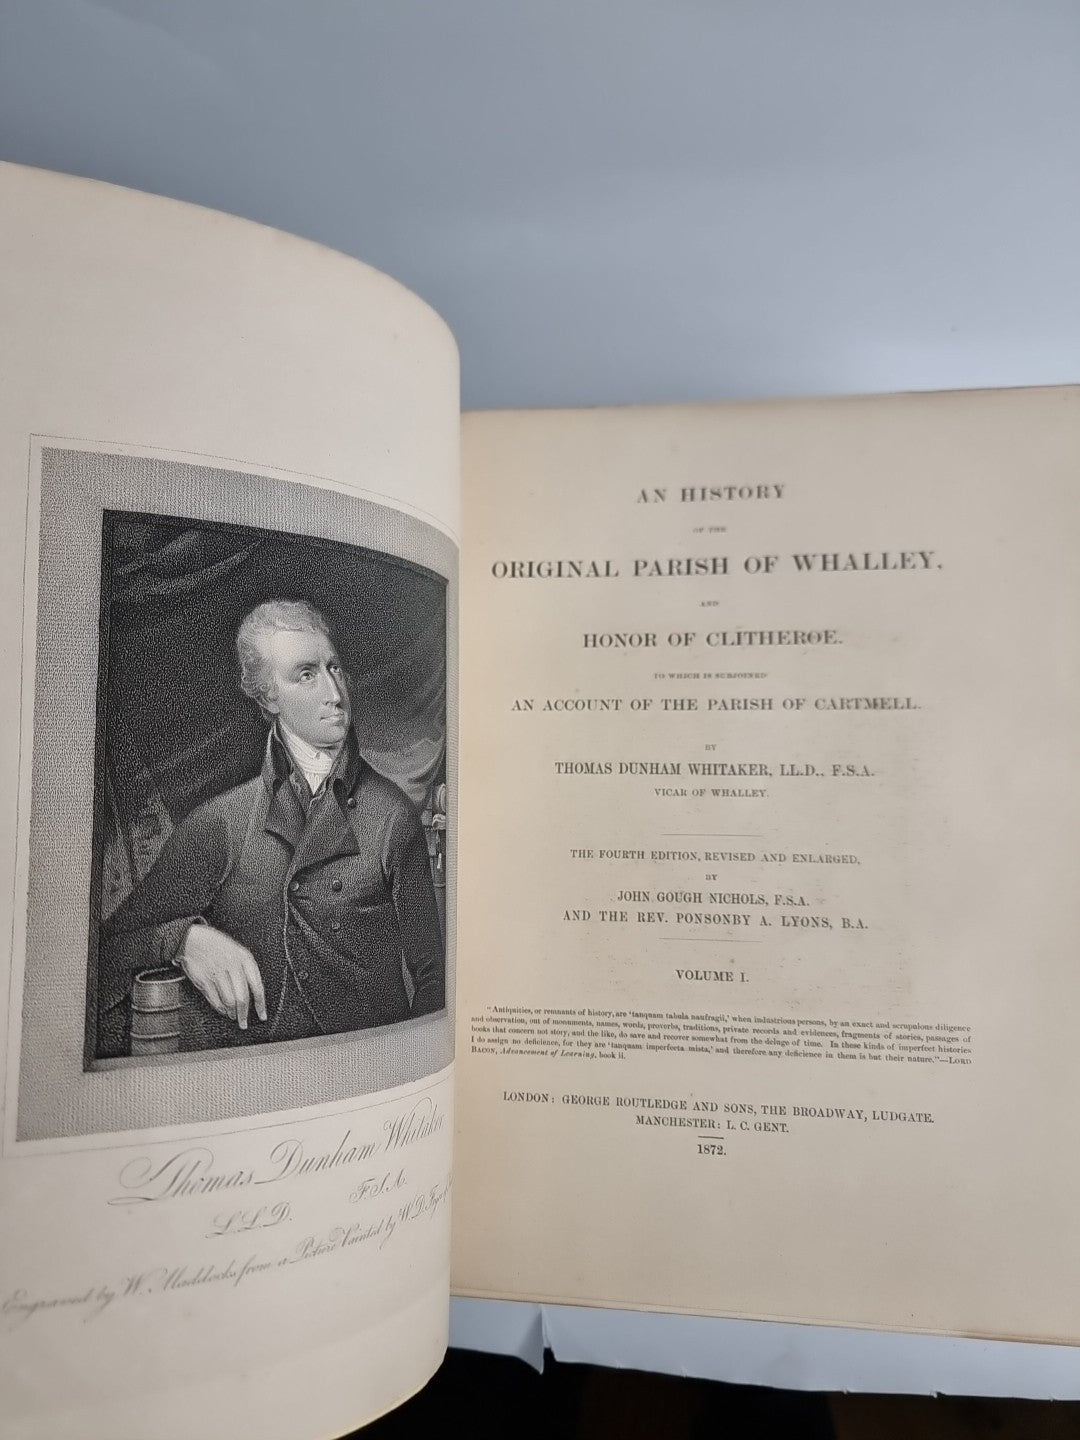 Thomas Dunham Whitaker
L.L.D. F.S.A.
Engraved by W. Maddocks from a Picture Painted by W. D. Fryer
AN HISTORY
OF THE
ORIGINAL PARISH OF WHALLEY,
AND
HONOR OF CLITHEROE.
TO WHICH IS SUBJOINED
AN ACCOUNT OF THE PARISH OF CARTMELL.
BY
THOMAS DUNHAM WHITAKER, LL.D., F.S.A.
VICAR OF WHALLEY.
THE FOURTH EDITION, REVISED AND ENLARGED,
BY
JOHN GOUGH NICHOLS, F.S.A.
AND THE REV. PONSONBY A. LYONS, B.A.
VOLUME I.
"Antiquities, or remnants of history, are 'tanquam tabula naufragii,' when industrious persons, by an exact and scrupulous diligence
and observation, out of monuments, names, words, proverbs, traditions, private records and evidences, fragments of stories, passages of
books that concern not story, and the like, do save and recover somewhat from the deluge of time. In these kinds of imperfect histories
I do assign no deficience, for they are 'tanquam imperfecta mista,' and therefore any deficience in them is but their nature."—LORD
BACON, Advancement of Learning, book ii.
LONDON: GEORGE ROUTLEDGE AND SONS, THE BROADWAY, LUDGATE.
MANCHESTER: L. C. GENT.
1872.